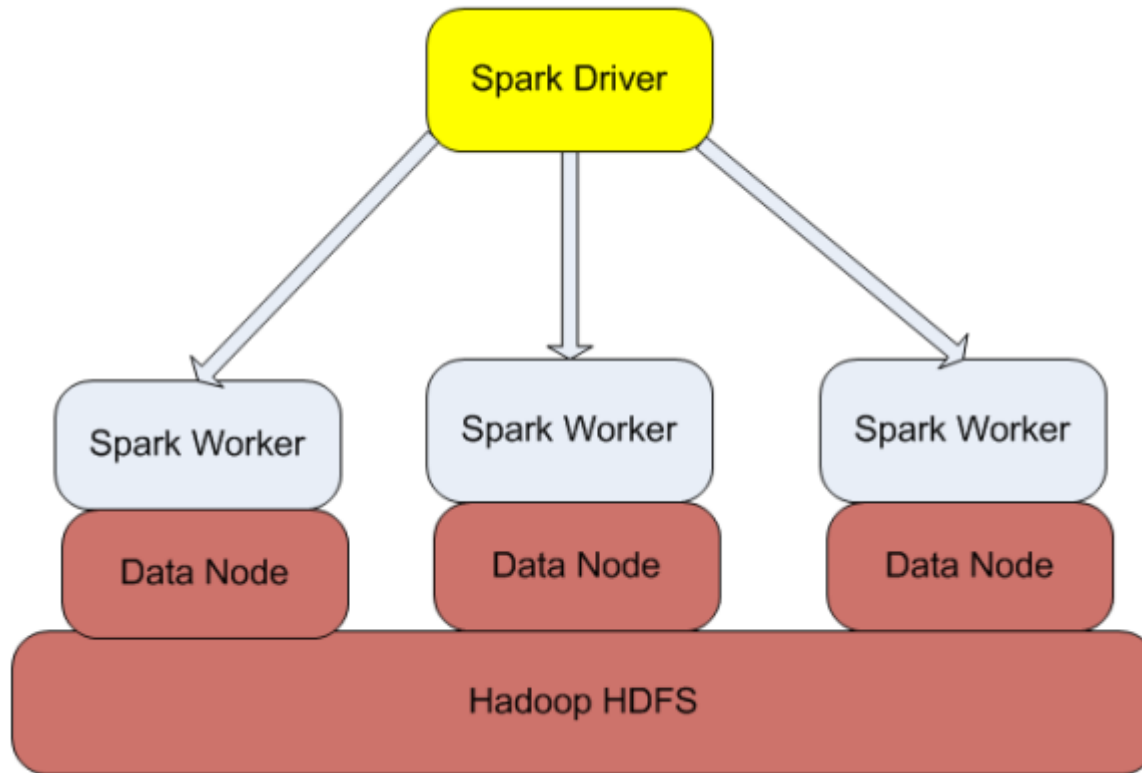 Spark Driver
Spark Worker
Spark Worker
Spark Worker
Data Node
Data Node
Data Node
Hadoop HDFS